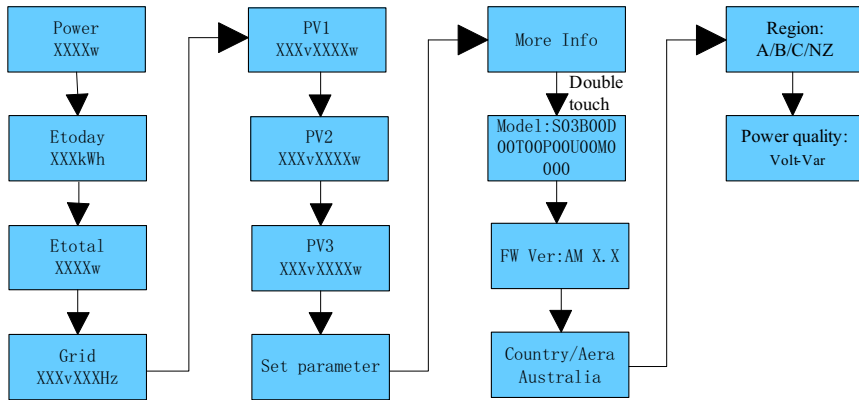 Power
XXXXw
Etoday
XXXkWh
Etotal
XXXXw
Grid
XXXvXXXHz
PV1
XXXvXXXXw
PV2
XXXvXXXXw
PV3
XXXvXXXXw
Set parameter
More Info
Double
touch
Model:S03B00D
00T00P00U00M0
000
FW Ver:AM X.X
Country/Aera
Australia
Region:
A/B/C/NZ
Power quality:
Volt-Var